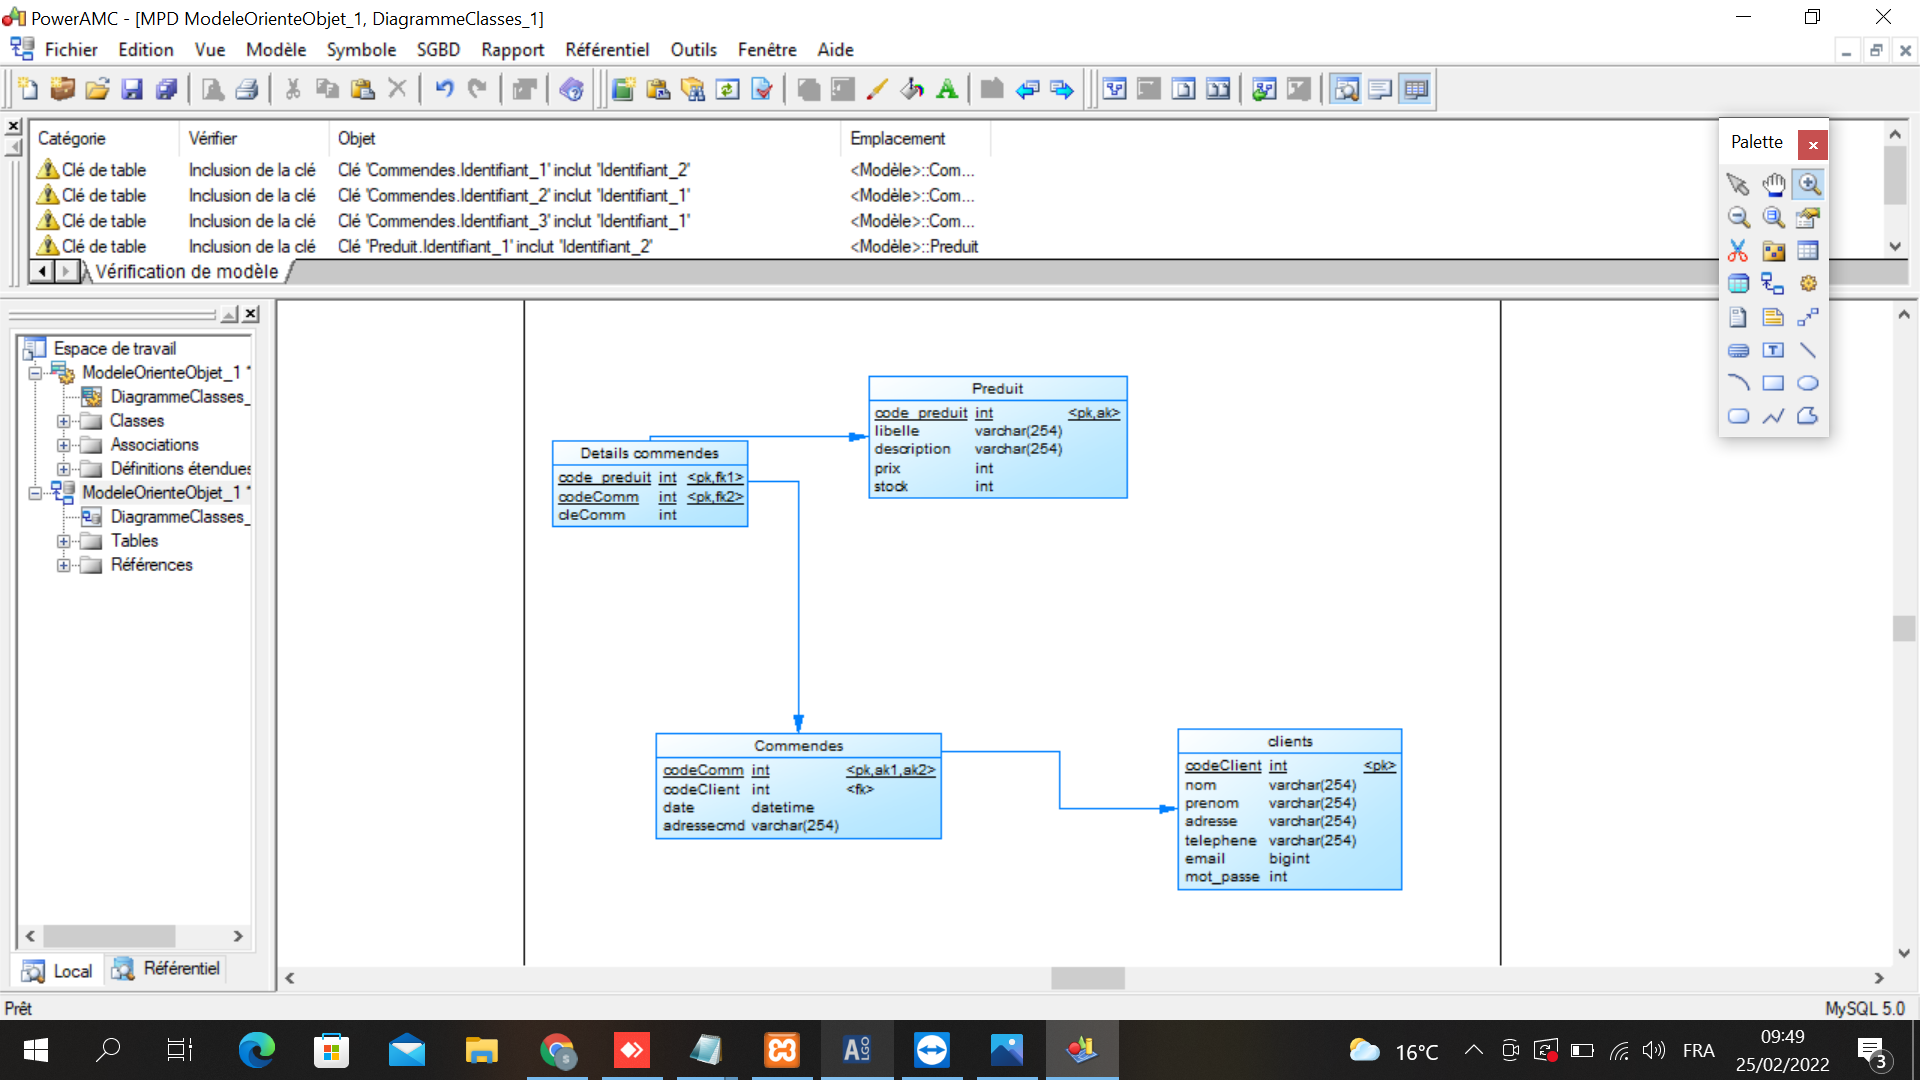 PowerAMC - [MPD ModeleOrienteObjet_1, DiagrammeClasses_1]
Fichier Edition Vue Modèle Symbole SGBD Rapport Référentiel Outils Fenêtre Aide
Catégorie Vérifier Objet Emplacement
Clé de table Inclusion de la clé Clé 'Commendes.Identifiant_1' inclut 'Identifiant_2' <Modèle>::Com...
Clé de table Inclusion de la clé Clé 'Commendes.Identifiant_2' inclut 'Identifiant_1' <Modèle>::Com...
Clé de table Inclusion de la clé Clé 'Commendes.Identifiant_3' inclut 'Identifiant_1' <Modèle>::Com...
Clé de table Inclusion de la clé Clé 'Preduit.Identifiant_1' inclut 'Identifiant_2' <Modèle>::Preduit
Vérification de modèle
Palette
Espace de travail
ModeleOrienteObjet_1 *
DiagrammeClasses_
Classes
Associations
Définitions étendues
ModeleOrienteObjet_1 *
DiagrammeClasses_
Tables
Références
Local Référentiel
Preduit
code_preduit int <pk,ak>
libelle varchar(254)
description varchar(254)
prix int
stock int
Details commendes
code_preduit int <pk,fk1>
codeComm int <pk,fk2>
cleComm int
Commendes
codeComm int <pk,ak1,ak2>
codeClient int <fk>
date datetime
adressecmd varchar(254)
clients
codeClient int <pk>
nom varchar(254)
prenom varchar(254)
adresse varchar(254)
telephene varchar(254)
email bigint
mot_passe int
Prêt
MySQL 5.0
ALGO
16°C
FRA
09:49
25/02/2022
3